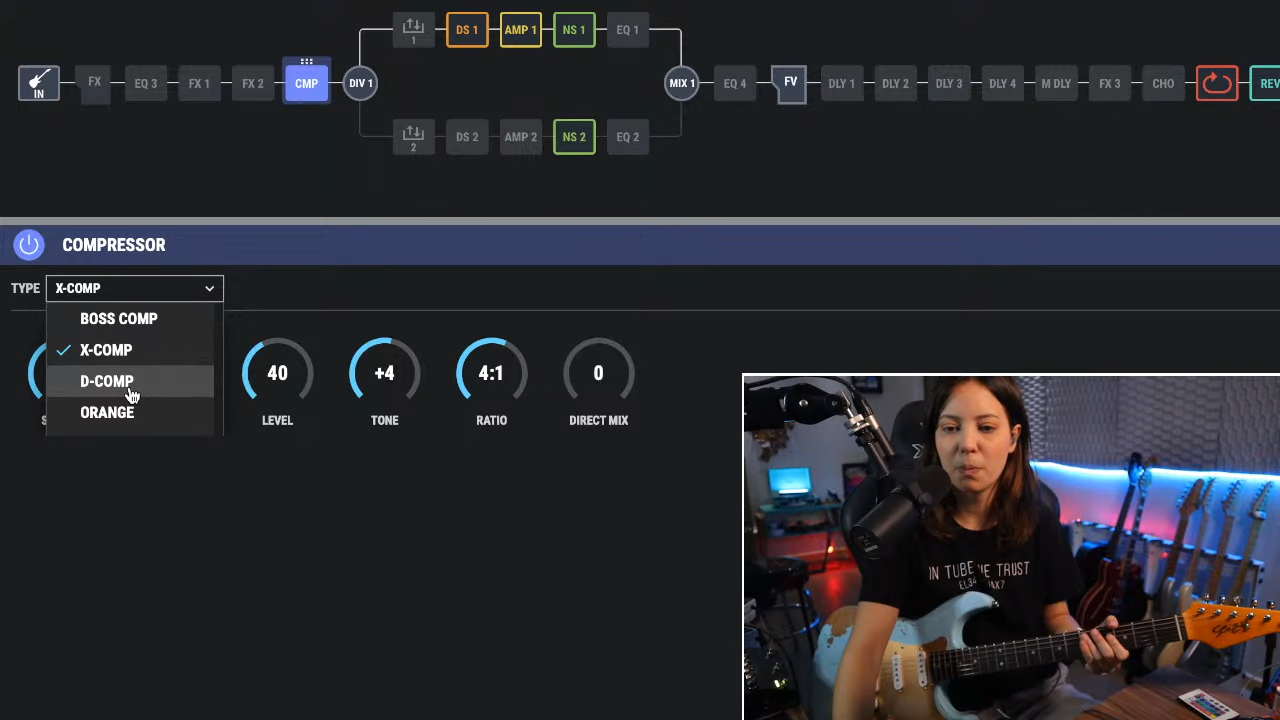 DS 1 AMP 1 NS 1 EQ 1
1
IN FX EQ 3 FX 1 FX 2 CMP DIV 1 MIX 1 EQ 4 FV DLY 1 DLY 2 DLY 3 DLY 4 M DLY FX 3 CHO REV
DS 2 AMP 2 NS 2 EQ 2
2
COMPRESSOR
TYPE X-COMP
BOSS COMP
X-COMP
D-COMP
ORANGE
40 +4 4:1 0
S LEVEL TONE RATIO DIRECT MIX
IN TUBE WE TRUST